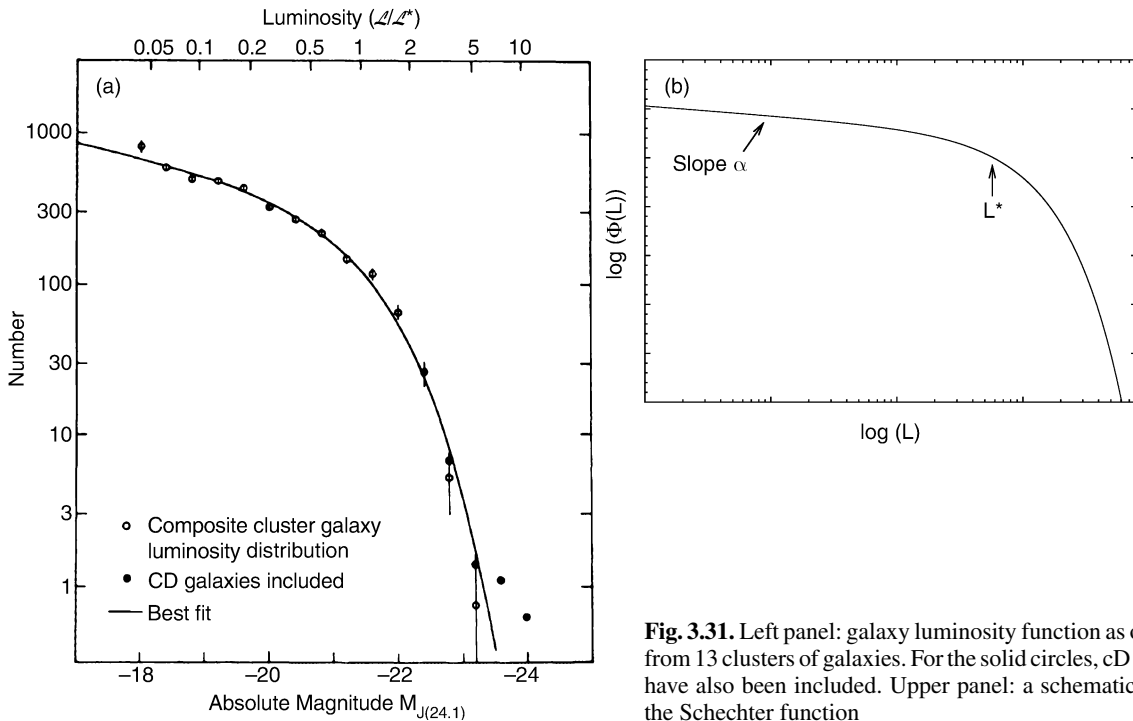 Luminosity (ℒ/ℒ*)
0.05 0.1 0.2 0.5 1 2 5 10
(a)
1000
300
100
30
10
3
1
Number
Composite cluster galaxy
luminosity distribution
CD galaxies included
Best fit
–18 –20 –22 –24
Absolute Magnitude M_J(24.1)
(b)
Slope α
L*
log (Φ(L))
log (L)
Fig. 3.31. Left panel: galaxy luminosity function as
from 13 clusters of galaxies. For the solid circles, cD
have also been included. Upper panel: a schematic
the Schechter function